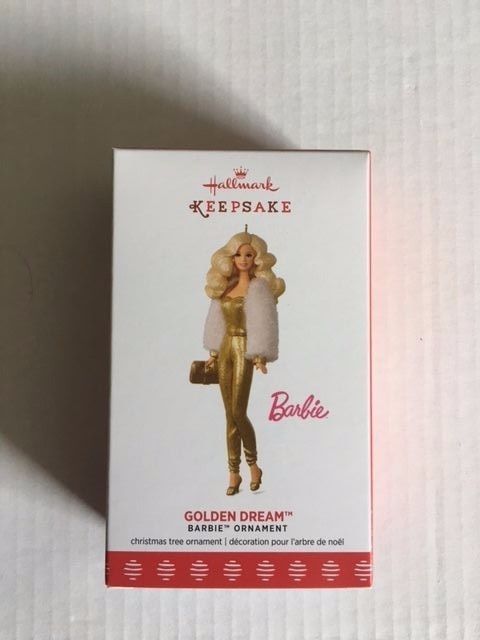 Hallmark
KEEPSAKE
Barbie
GOLDEN DREAM™
BARBIE™ ORNAMENT
christmas tree ornament | décoration pour l'arbre de noël